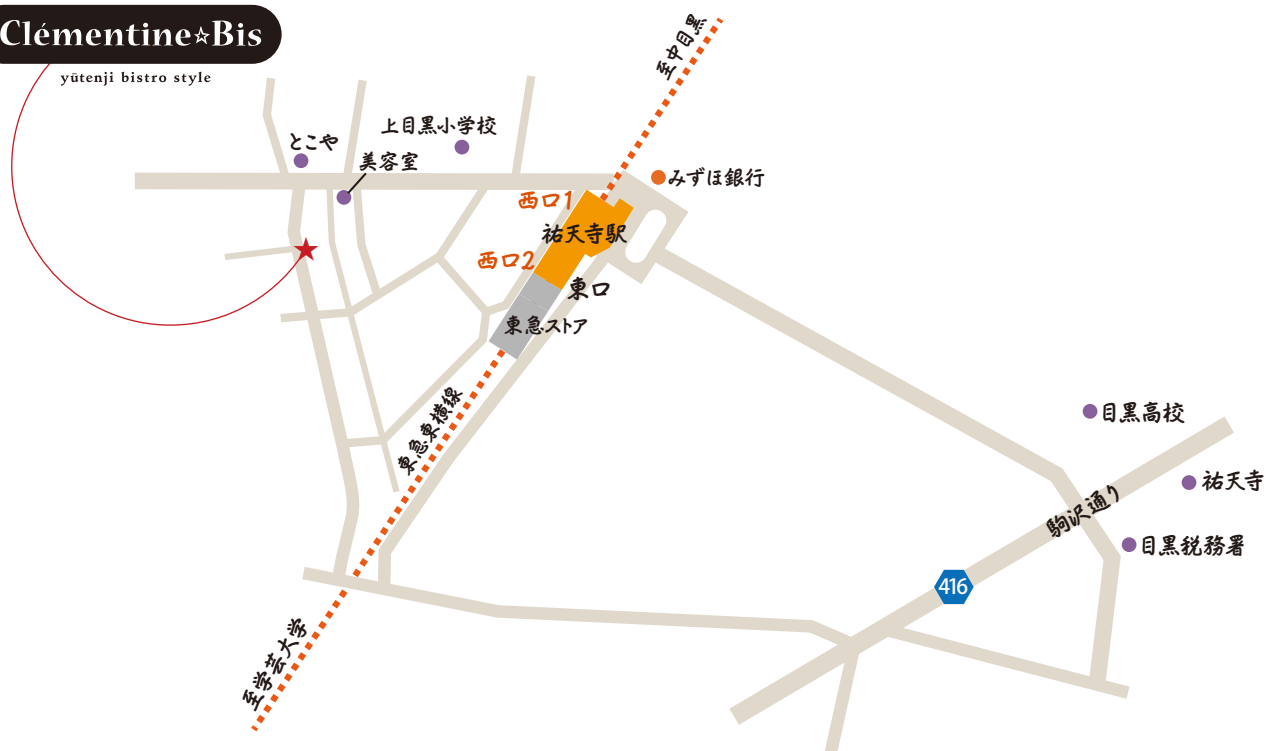 Clémentine☆Bis
yūtenji bistro style
至中目黒
とこや
上目黒小学校
美容室
みずほ銀行
西口1
祐天寺駅
西口2
東口
東急ストア
東急東横線
目黒高校
祐天寺
駒沢通り
目黒税務署
416
至学芸大学